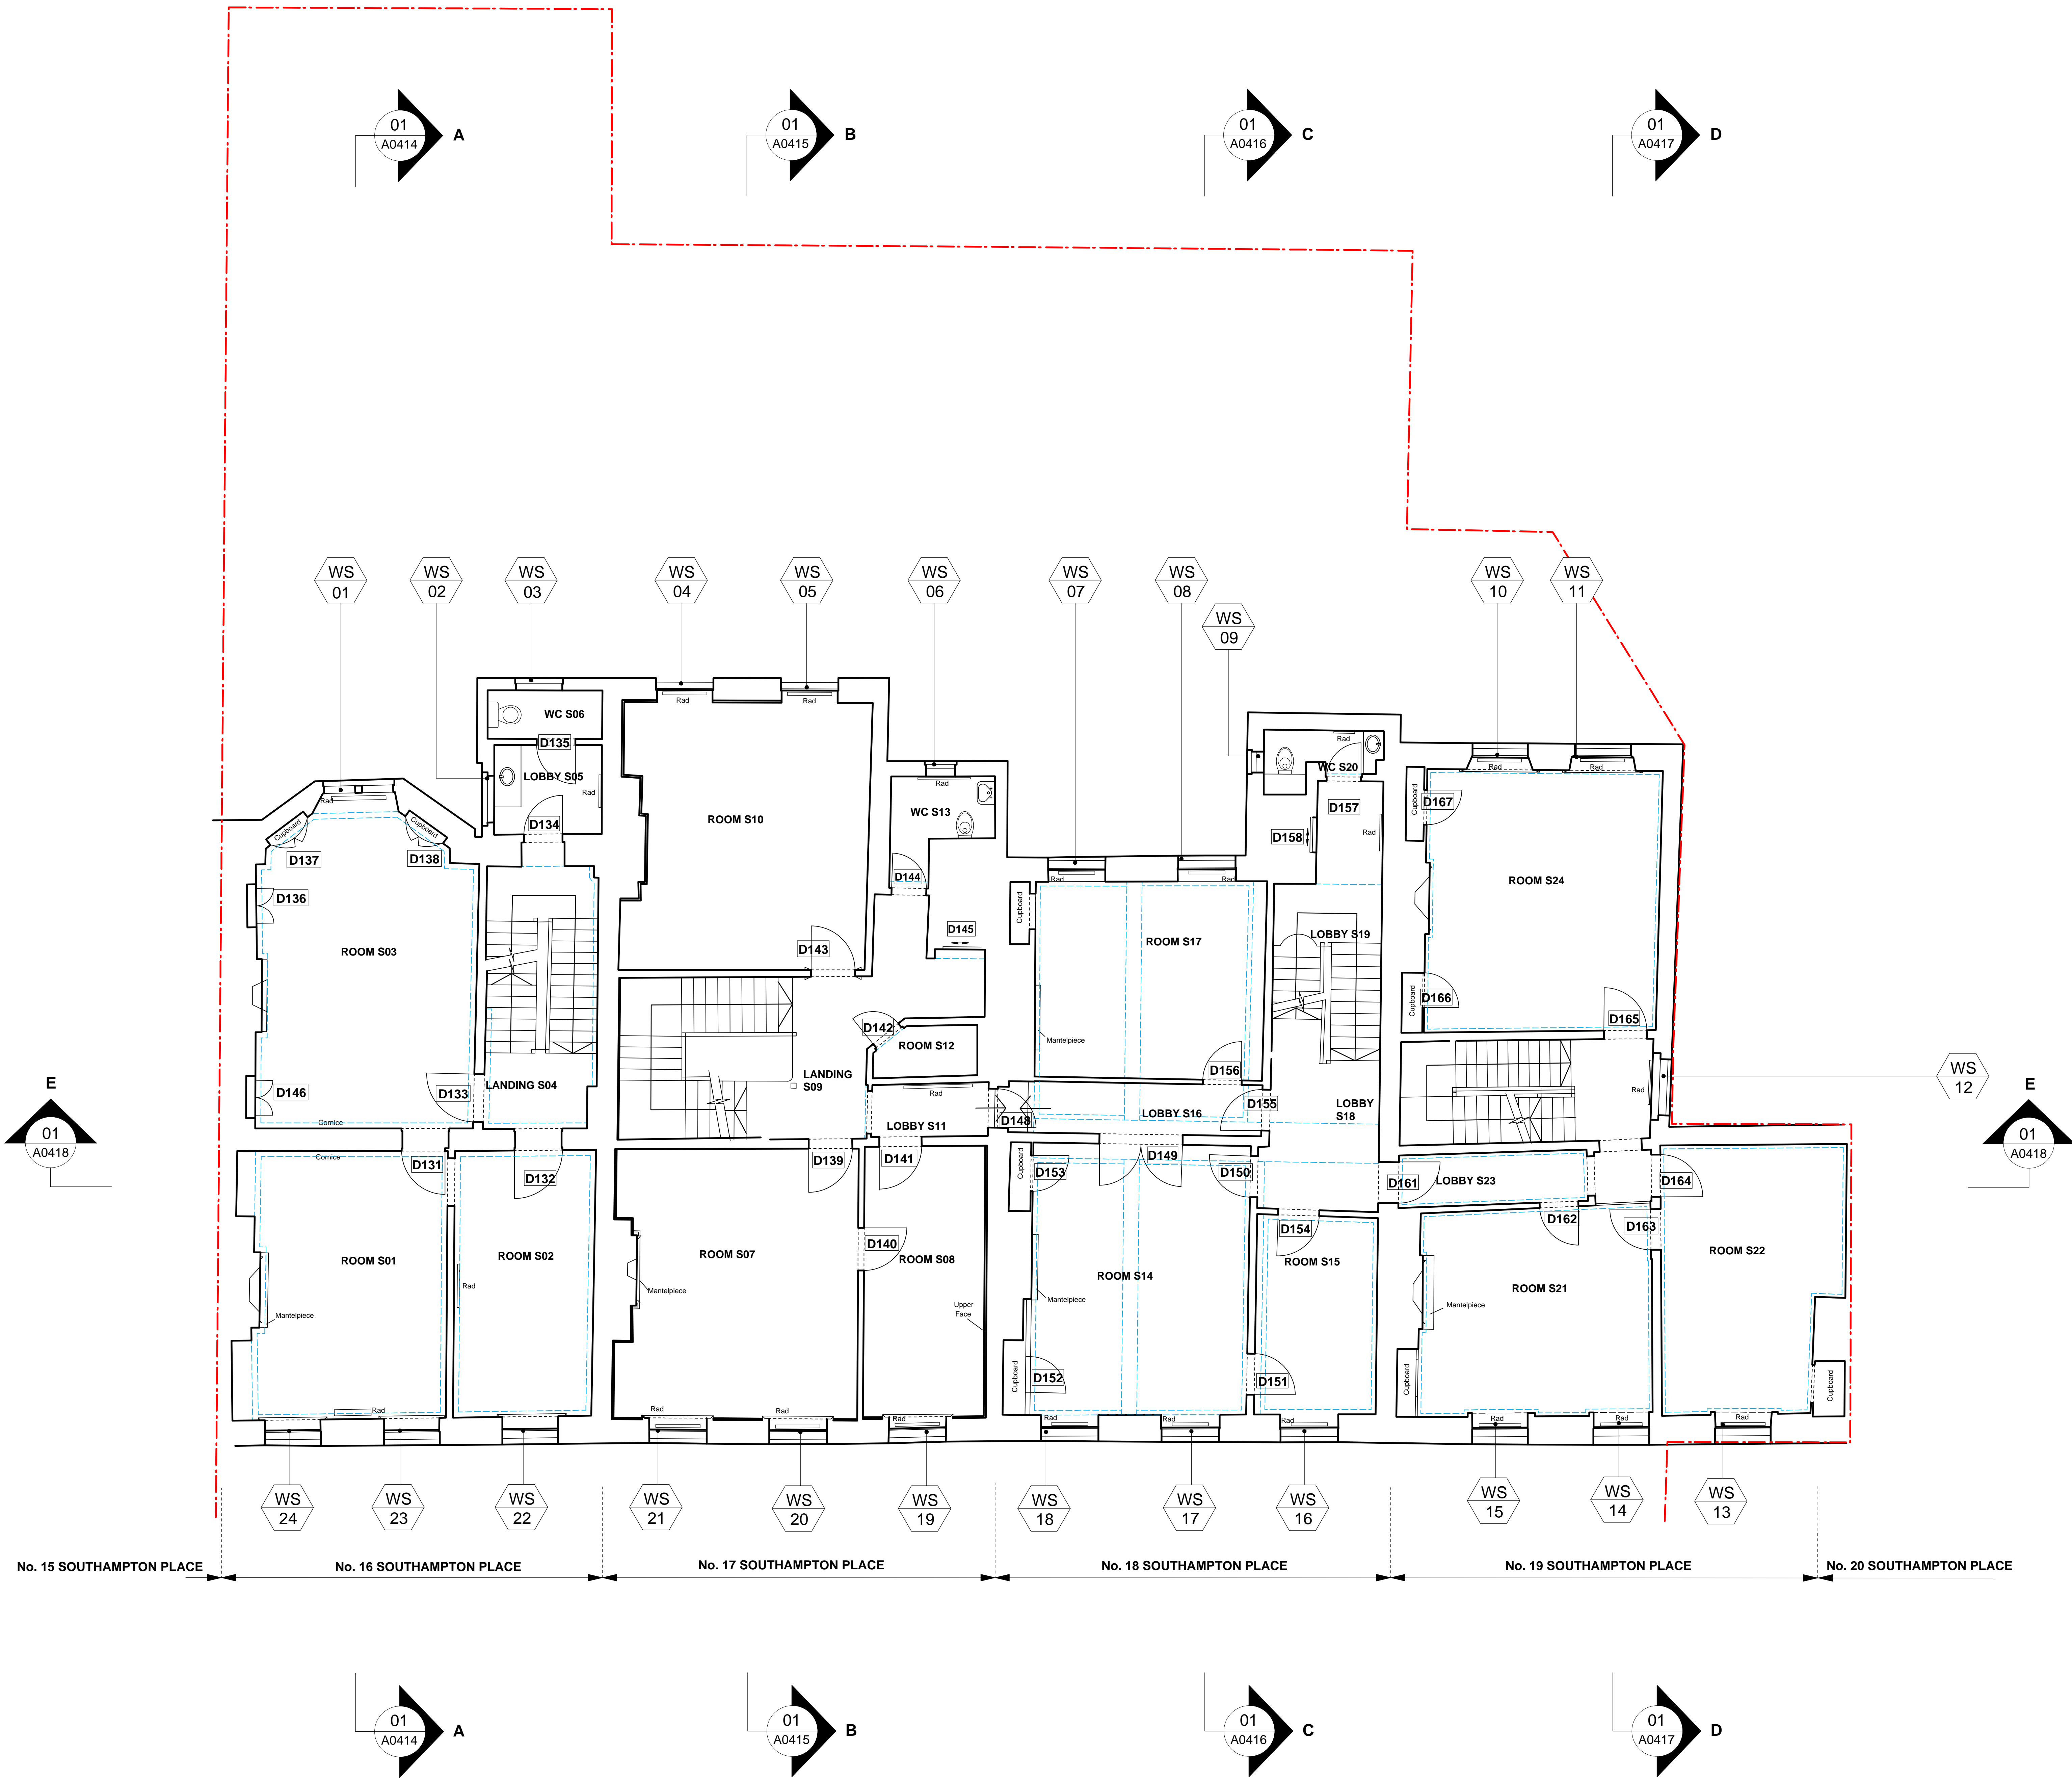 01
A0414
A
01
A0415
B
01
A0416
C
01
A0417
D
WS
01
WS
02
WS
03
WS
04
WS
05
WS
06
WS
07
WS
08
WS
09
WS
10
WS
11
WC S06
D135
LOBBY S05
Rad
D134
Rad
Cupboard
Cupboard
D137
D138
D136
ROOM S03
D146
D133
LANDING S04
Cornice
Cornice
D131
D132
ROOM S01
ROOM S02
Rad
Mantelpiece
Rad
Rad
Rad
ROOM S10
D143
Rad
WC S13
D144
D145
D142
ROOM S12
LANDING
S09
Rad
LOBBY S11
D148
D139
D141
D140
ROOM S07
ROOM S08
Mantelpiece
Upper
Face
Rad
Rad
Rad
Rad
Rad
Cupboard
ROOM S17
Mantelpiece
D156
D155
LOBBY S16
D149
D150
Cupboard
D153
ROOM S14
Mantelpiece
Cupboard
D152
D151
Rad
Rad
Rad
D154
ROOM S15
Rad
WC S20
D157
D158
Rad
LOBBY S19
LOBBY
S18
Rad
Rad
Cupboard
D167
ROOM S24
Cupboard
D166
D165
Rad
D161
LOBBY S23
D164
D162
D163
ROOM S22
ROOM S21
Mantelpiece
Cupboard
Cupboard
Rad
Rad
Rad
WS
12
E
01
A0418
E
01
A0418
WS
24
WS
23
WS
22
WS
21
WS
20
WS
19
WS
18
WS
17
WS
16
WS
15
WS
14
WS
13
No. 15 SOUTHAMPTON PLACE
No. 16 SOUTHAMPTON PLACE
No. 17 SOUTHAMPTON PLACE
No. 18 SOUTHAMPTON PLACE
No. 19 SOUTHAMPTON PLACE
No. 20 SOUTHAMPTON PLACE
01
A0414
A
01
A0415
B
01
A0416
C
01
A0417
D